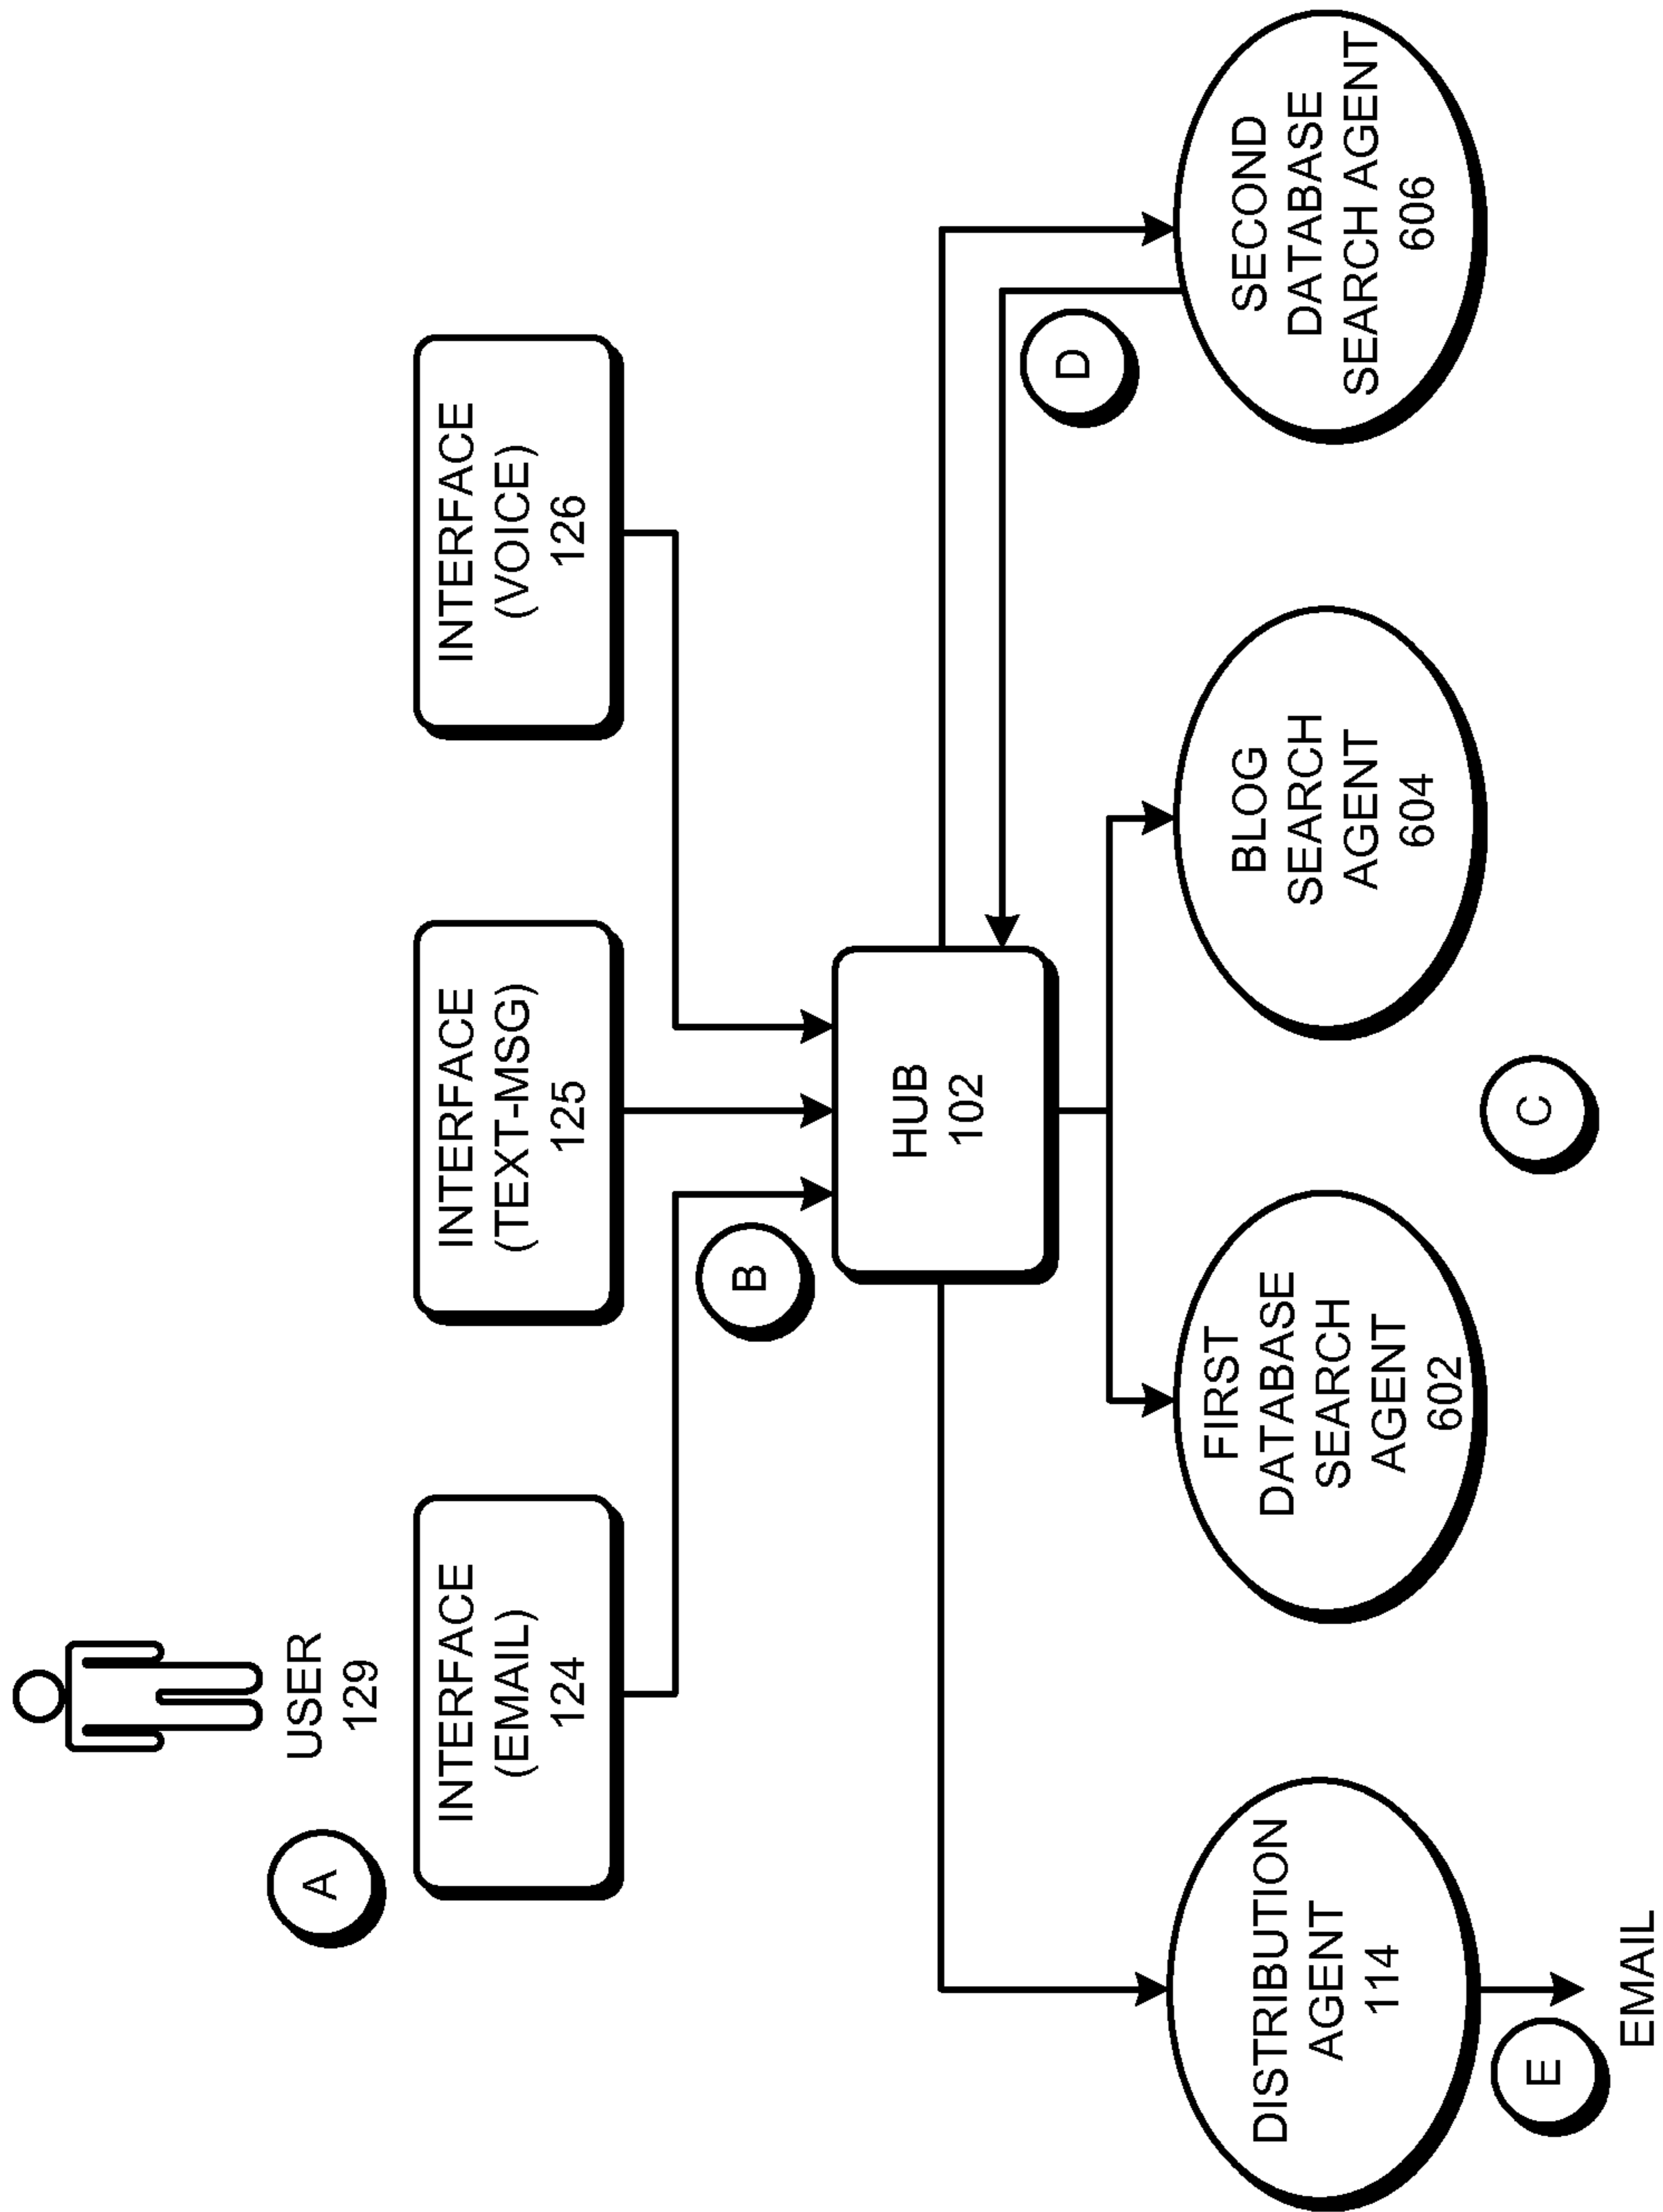 USER
129
A
INTERFACE
(EMAIL)
124
INTERFACE
(TEXT-MSG)
125
INTERFACE
(VOICE)
126
B
HUB
102
D
DISTRIBUTION
AGENT
114
FIRST
DATABASE
SEARCH
AGENT
602
BLOG
SEARCH
AGENT
604
SECOND
DATABASE
SEARCH AGENT
606
C
E
EMAIL